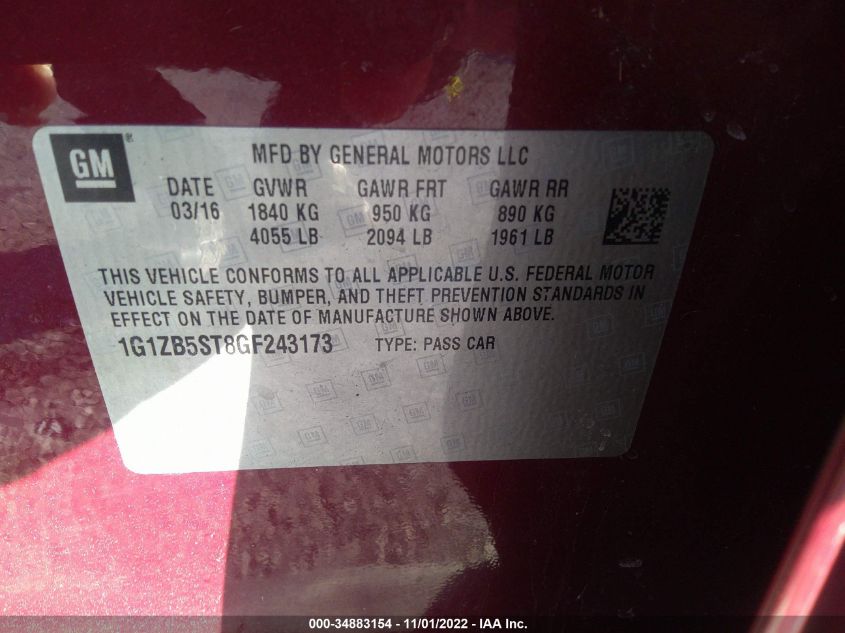 GM ®
MFD BY GENERAL MOTORS LLC
DATE GVWR GAWR FRT GAWR RR
03/16 1840 KG 950 KG 890 KG
4055 LB 2094 LB 1961 LB
THIS VEHICLE CONFORMS TO ALL APPLICABLE U.S. FEDERAL MOTOR
VEHICLE SAFETY, BUMPER, AND THEFT PREVENTION STANDARDS IN
EFFECT ON THE DATE OF MANUFACTURE SHOWN ABOVE.
1G1ZB5ST8GF243173 TYPE: PASS CAR
000-34883154 - 11/01/2022 - IAA Inc.